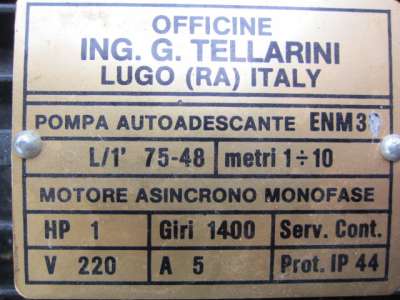 OFFICINE
ING. G. TELLARINI
LUGO (RA) ITALY
POMPA AUTOADESCANTE ENM3
L/1' 75-48 metri 1÷10
MOTORE ASINCRONO MONOFASE
HP 1 Giri 1400 Serv. Cont.
V 220 A 5 Prot. IP 44